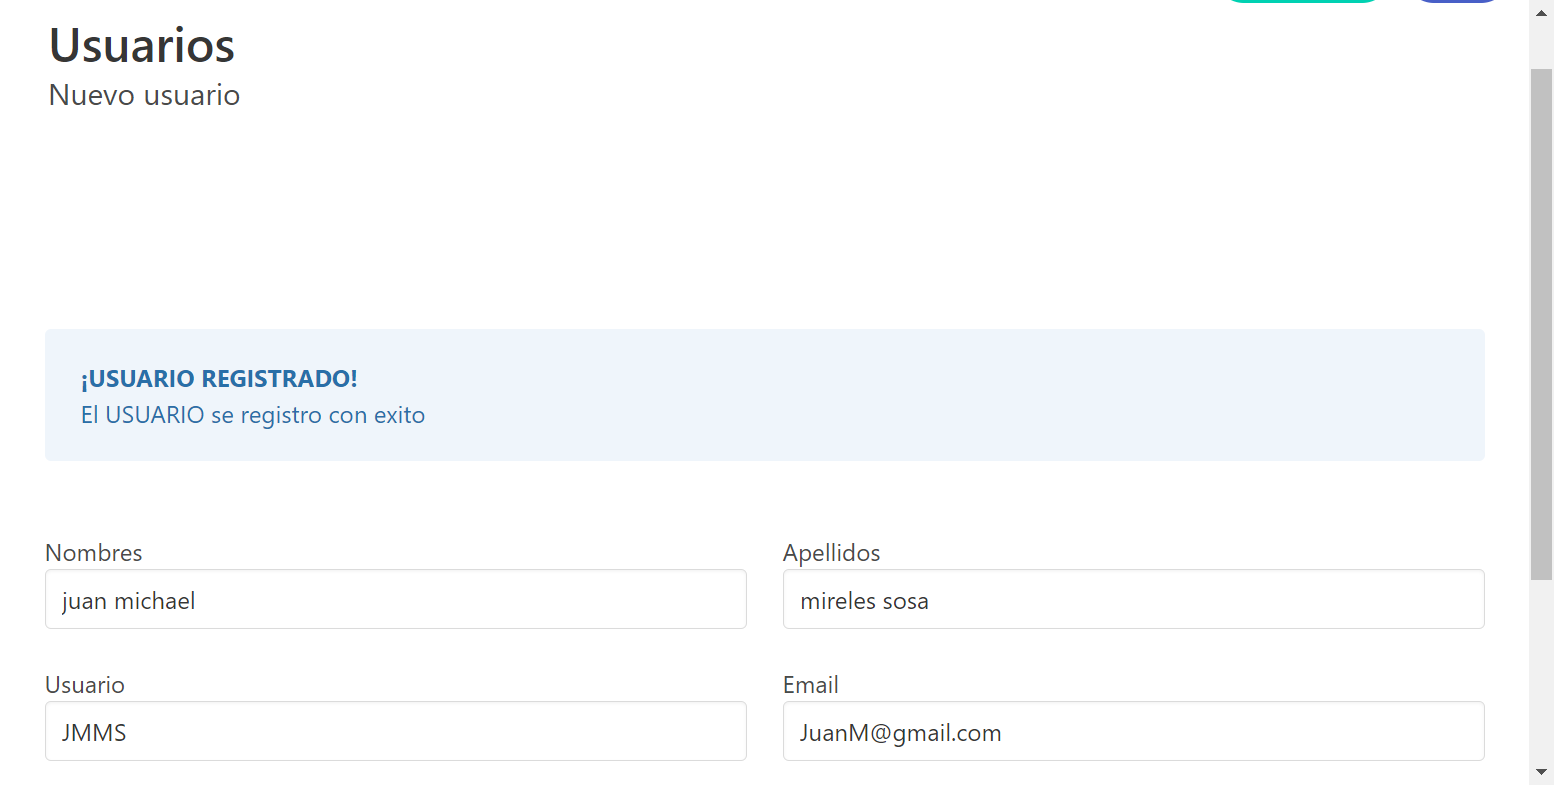 Usuarios
Nuevo usuario
¡USUARIO REGISTRADO!
El USUARIO se registro con exito
Nombres
Apellidos
juan michael
mireles sosa
Usuario
Email
JMMS
JuanM@gmail.com